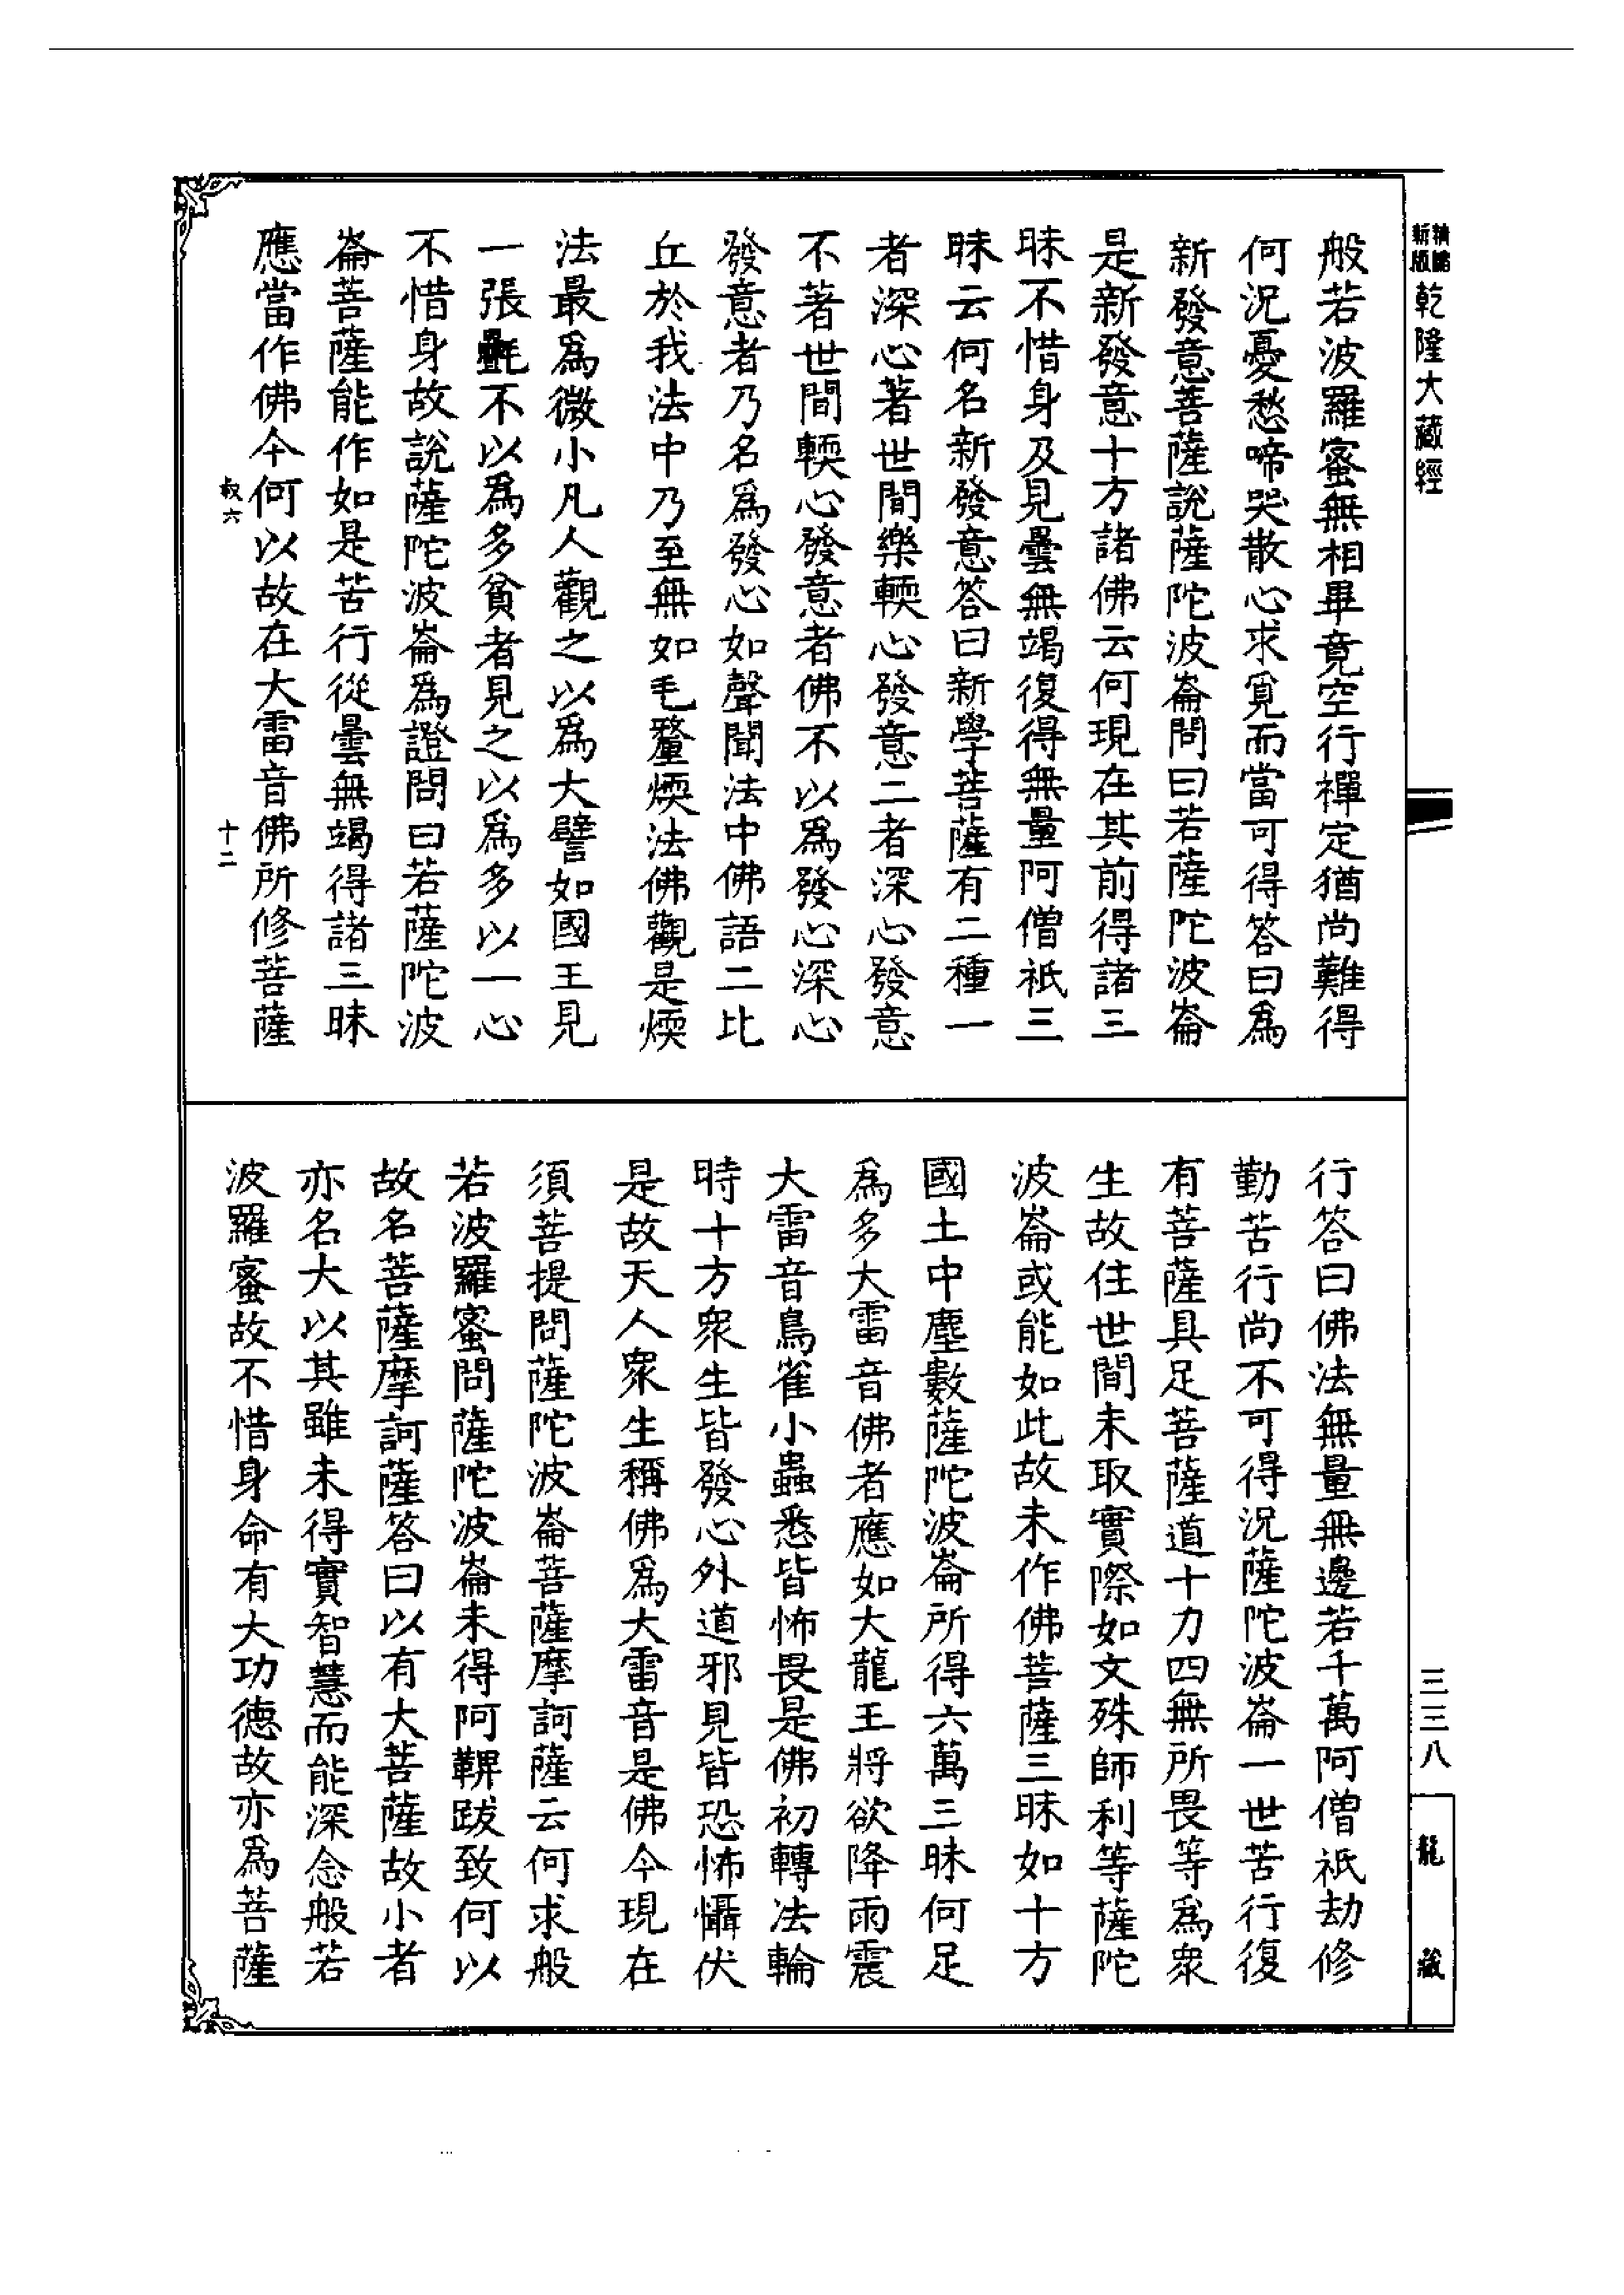 新版
精縮
乾隆大藏經
三三八
龍藏
般若波羅蜜無相畢竟空行禪定猶尚難得
何況憂愁啼哭散心求覓而當可得答曰爲
新發意菩薩說薩陀波崙問曰若薩陀波崙
是新發意十方諸佛云何現在其前得諸三
昧不惜身及見曇無竭復得無量阿僧祇三
昧云何名新發意答曰新學菩薩有二種一
者深心著世間樂輭心發意二者深心發意
不著世間輭心發意者佛不以爲發心深心
發意者乃名爲發心如聲聞法中佛語二比
丘於我法中乃至無如毛氂煗法佛觀是煗
法最爲微小凡人觀之以爲大譬如國王見
一張氎不以爲多貧者見之以爲多以一心
不惜身故說薩陀波崙爲證問曰若薩陀波
崙菩薩能作如是苦行從曇無竭得諸三昧
應當作佛今何以故在大雷音佛所修菩薩
叔六
十二
行答曰佛法無量無邊若千萬阿僧祇劫修
勤苦行尚不可得況薩陀波崙一世苦行復
有菩薩具足菩薩道十力四無所畏等爲衆
生故住世間未取實際如文殊師利等薩陀
波崙或能如此故未作佛菩薩三昧如十方
國土中塵數薩陀波崙所得六萬三昧何足
爲多大雷音佛者應如大龍王將欲降雨震
大雷音鳥雀小蟲悉皆怖畏是佛初轉法輪
時十方衆生皆發心外道邪見皆恐怖懾伏
是故天人衆生稱佛爲大雷音是佛今現在
須菩提問薩陀波崙菩薩摩訶薩云何求般
若波羅蜜問薩陀波崙未得阿鞞跋致何以
故名菩薩摩訶薩答曰以有大菩薩故小者
亦名大以其雖未得實智慧而能深念般若
波羅蜜故不惜身命有大功德故亦爲菩薩